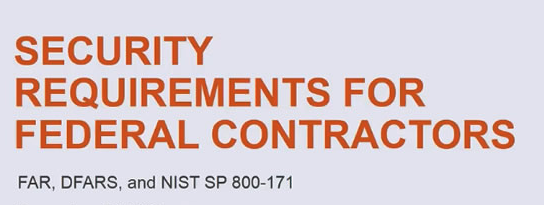 SECURITY
REQUIREMENTS FOR
FEDERAL CONTRACTORS
FAR, DFARS, and NIST SP 800-171